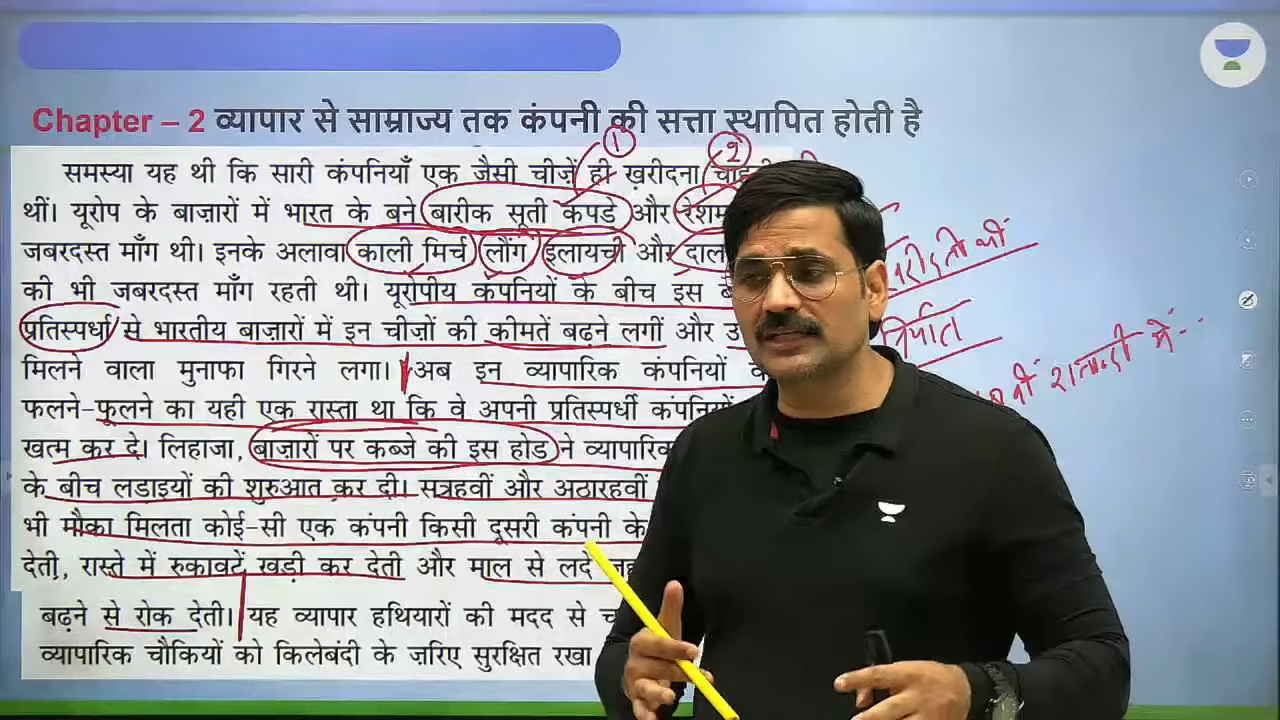 Chapter – 2 व्यापार से साम्राज्य तक कंपनी की सत्ता स्थापित होती है
1 2
समस्या यह थी कि सारी कंपनियाँ एक जैसी चीज़ें ही ख़रीदना
थीं। यूरोप के बाज़ारों में भारत के बने बारीक सूती कपडे और रेशम
जबरदस्त माँग थी। इनके अलावा काली मिर्च लौंग इलायची और दाल
की भी जबरदस्त माँग रहती थी। यूरोपीय कंपनियों के बीच इस
प्रतिस्पर्धा से भारतीय बाज़ारों में इन चीज़ों की कीमतें बढ़ने लगीं और
मिलने वाला मुनाफा गिरने लगा। अब इन व्यापारिक कंपनियों
फलने-फूलने का यही एक रास्ता था कि वे अपनी प्रतिस्पर्धी कंपनियों
खत्म कर दे। लिहाजा, बाज़ारों पर कब्जे की इस होड ने व्यापारिक
के बीच लडाइयों की शुरुआत कर दी। सत्रहवीं और अठारहवीं
भी मौका मिलता कोई-सी एक कंपनी किसी दूसरी कंपनी के
देती, रास्ते में रुकावटें खडी कर देती और माल से लदे
बढ़ने से रोक देती। यह व्यापार हथियारों की मदद से
व्यापारिक चौकियों को किलेबंदी के जरिए सुरक्षित रखा